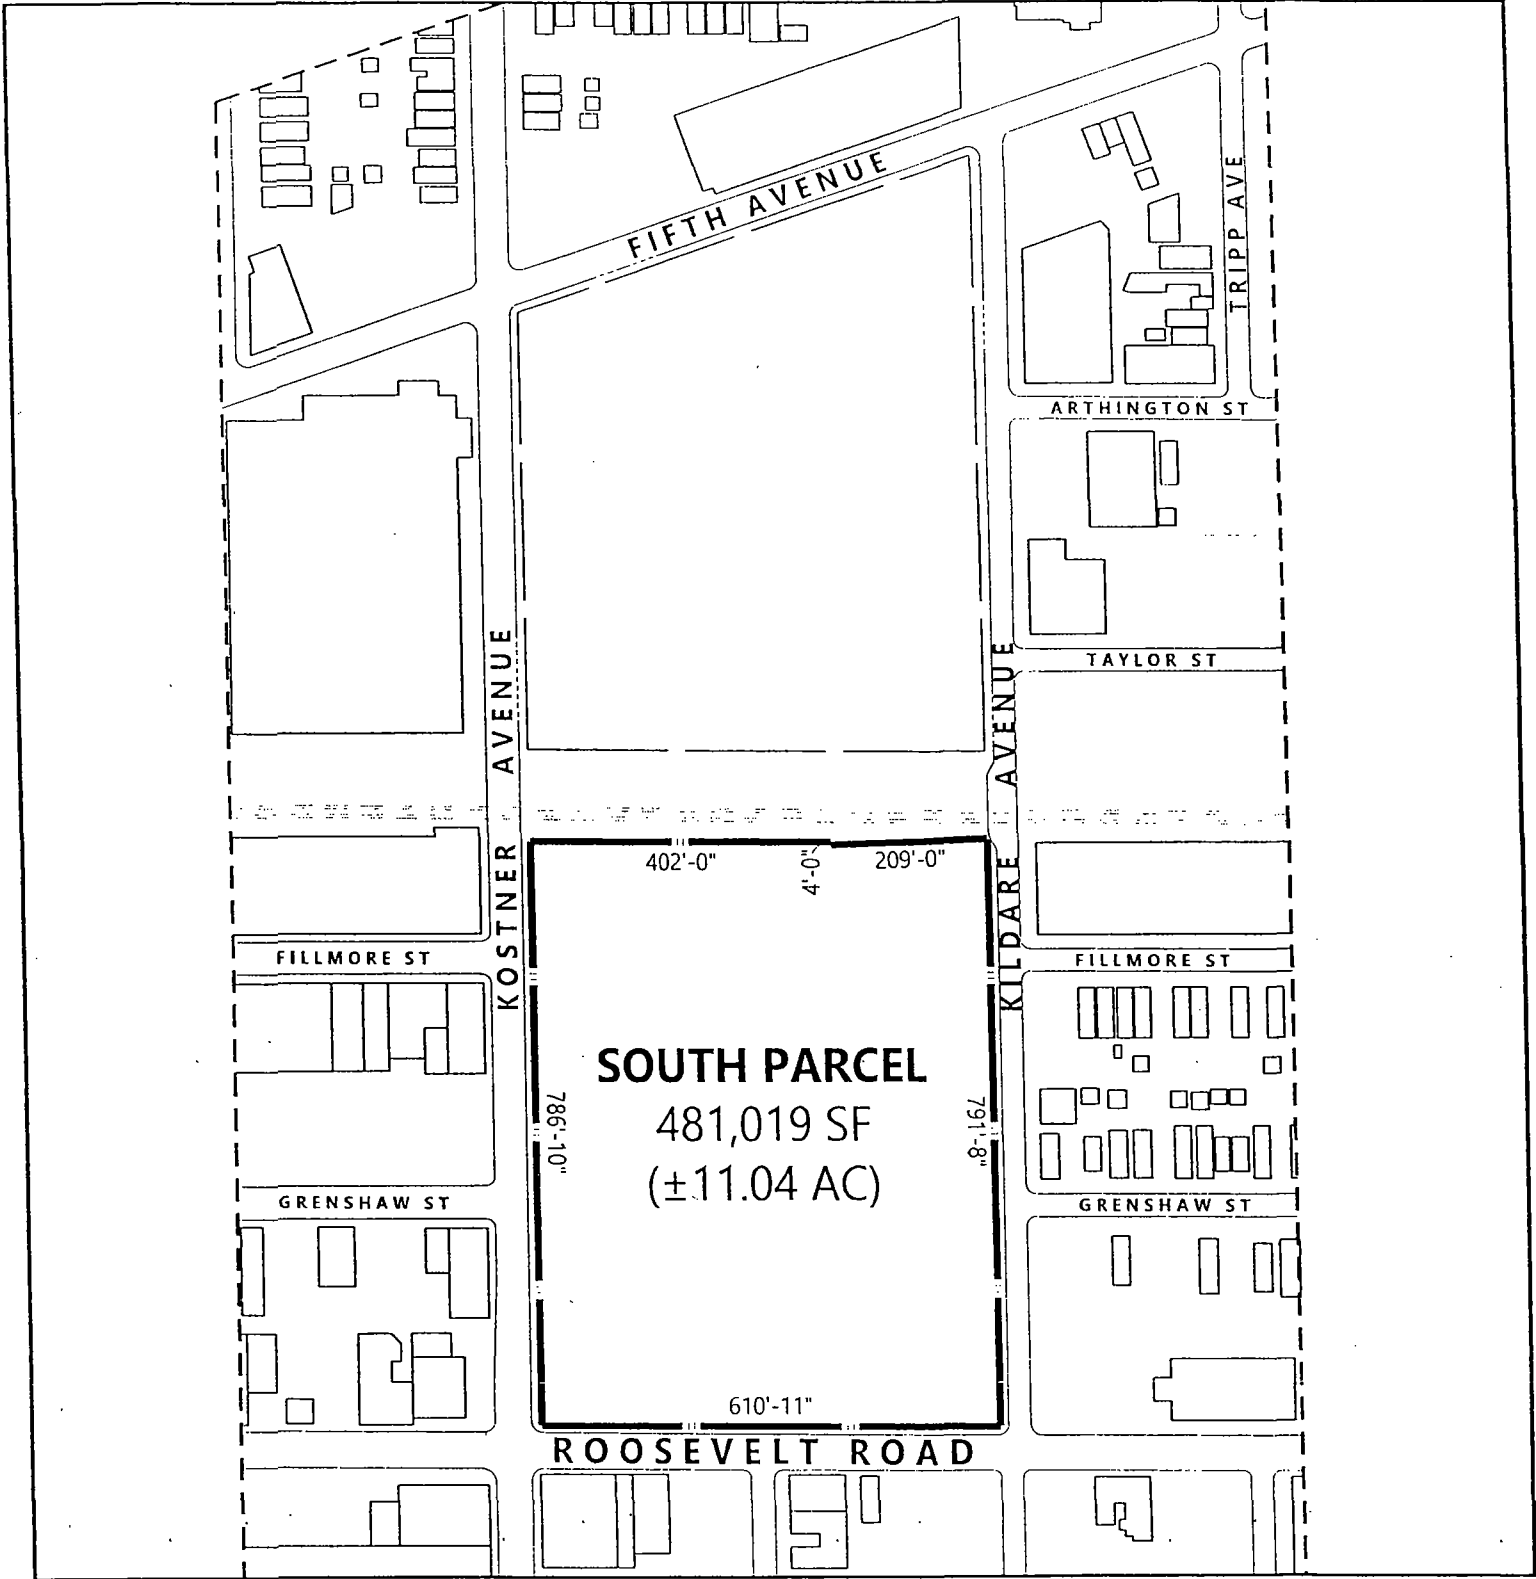 FIFTH AVENUE
TRIPP AVE
ARTHINGTON ST
TAYLOR ST
KOSTNER AVENUE
KILDARE AVENUE
402'-0"
4'-0"
209'-0"
FILLMORE ST
FILLMORE ST
SOUTH PARCEL
481,019 SF
(±11.04 AC)
786'-10"
791'-8"
GRENSHAW ST
GRENSHAW ST
610'-11"
ROOSEVELT ROAD